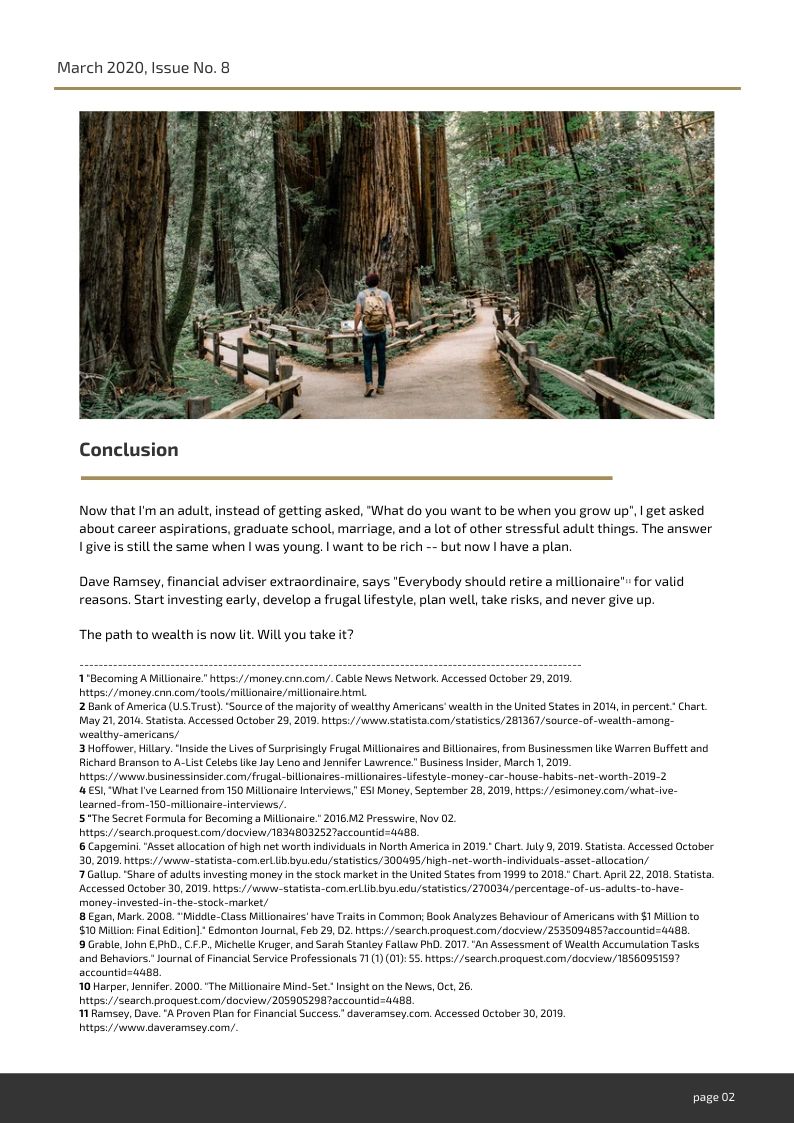 March 2020, Issue No. 8
Conclusion
Now that I'm an adult, instead of getting asked, "What do you want to be when you grow up", I get asked
about career aspirations, graduate school, marriage, and a lot of other stressful adult things. The answer
I give is still the same when I was young. I want to be rich -- but now I have a plan.
Dave Ramsey, financial adviser extraordinaire, says "Everybody should retire a millionaire"¹¹ for valid
reasons. Start investing early, develop a frugal lifestyle, plan well, take risks, and never give up.
The path to wealth is now lit. Will you take it?
---------------------------------------------------------------------------------------------------------
1 "Becoming A Millionaire." https://money.cnn.com/. Cable News Network. Accessed October 29, 2019.
https://money.cnn.com/tools/millionaire/millionaire.html.
2 Bank of America (U.S.Trust). "Source of the majority of wealthy Americans' wealth in the United States in 2014, in percent." Chart.
May 21, 2014. Statista. Accessed October 29, 2019. https://www.statista.com/statistics/281367/source-of-wealth-among-
wealthy-americans/
3 Hoffower, Hillary. "Inside the Lives of Surprisingly Frugal Millionaires and Billionaires, from Businessmen like Warren Buffett and
Richard Branson to A-List Celebs like Jay Leno and Jennifer Lawrence." Business Insider, March 1, 2019.
https://www.businessinsider.com/frugal-billionaires-millionaires-lifestyle-money-car-house-habits-net-worth-2019-2
4 ESI, "What I've Learned from 150 Millionaire Interviews," ESI Money, September 28, 2019, https://esimoney.com/what-ive-
learned-from-150-millionaire-interviews/.
5 "The Secret Formula for Becoming a Millionaire." 2016.M2 Presswire, Nov 02.
https://search.proquest.com/docview/1834803252?accountid=4488.
6 Capgemini. "Asset allocation of high net worth individuals in North America in 2019." Chart. July 9, 2019. Statista. Accessed October
30, 2019. https://www-statista-com.erl.lib.byu.edu/statistics/300495/high-net-worth-individuals-asset-allocation/
7 Gallup. "Share of adults investing money in the stock market in the United States from 1999 to 2018." Chart. April 22, 2018. Statista.
Accessed October 30, 2019. https://www-statista-com.erl.lib.byu.edu/statistics/270034/percentage-of-us-adults-to-have-
money-invested-in-the-stock-market/
8 Egan, Mark. 2008. "'Middle-Class Millionaires' have Traits in Common; Book Analyzes Behaviour of Americans with $1 Million to
$10 Million: Final Edition]." Edmonton Journal, Feb 29, D2. https://search.proquest.com/docview/253509485?accountid=4488.
9 Grable, John E,PhD., C.F.P., Michelle Kruger, and Sarah Stanley Fallaw PhD. 2017. "An Assessment of Wealth Accumulation Tasks
and Behaviors." Journal of Financial Service Professionals 71 (1) (01): 55. https://search.proquest.com/docview/1856095159?
accountid=4488.
10 Harper, Jennifer. 2000. "The Millionaire Mind-Set." Insight on the News, Oct, 26.
https://search.proquest.com/docview/205905298?accountid=4488.
11 Ramsey, Dave. "A Proven Plan for Financial Success." daveramsey.com. Accessed October 30, 2019.
https://www.daveramsey.com/.
page 02